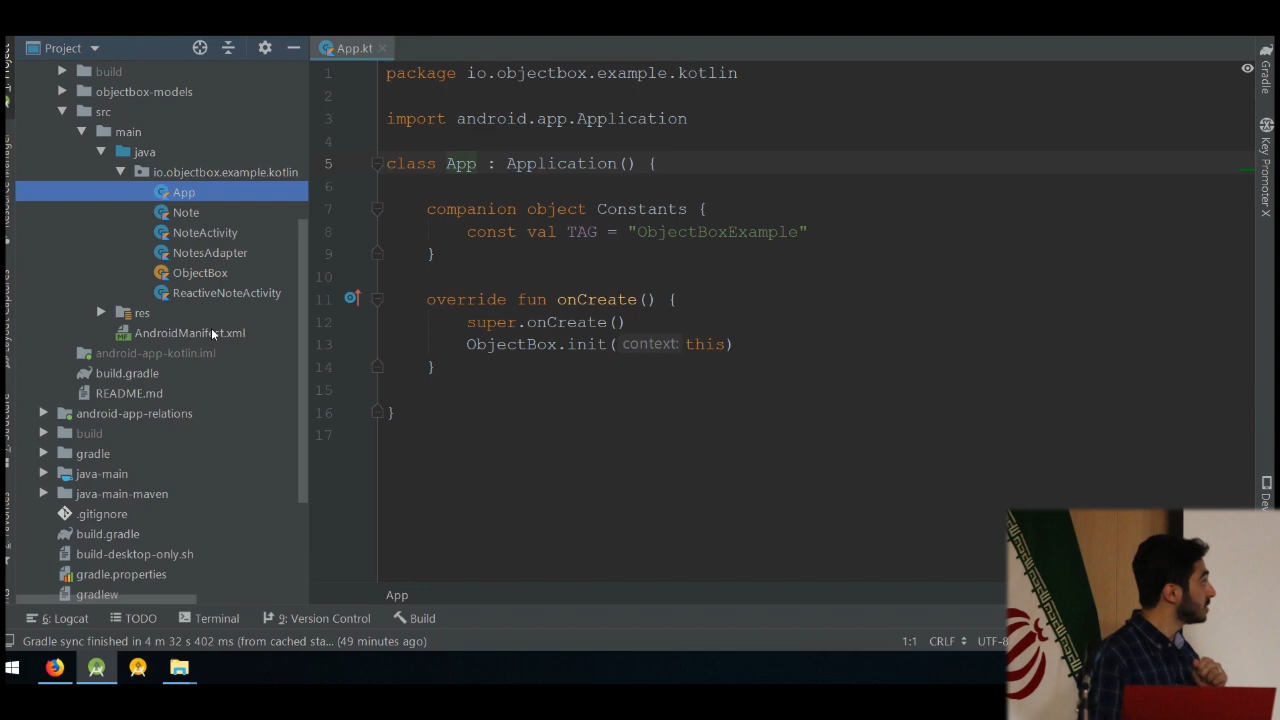 Project
App.kt
build
objectbox-models
src
main
java
io.objectbox.example.kotlin
App
Note
NoteActivity
NotesAdapter
ObjectBox
ReactiveNoteActivity
res
AndroidManifest.xml
android-app-kotlin.iml
build.gradle
README.md
android-app-relations
build
gradle
java-main
java-main-maven
.gitignore
build.gradle
build-desktop-only.sh
gradle.properties
gradlew
1 package io.objectbox.example.kotlin
2
3 import android.app.Application
4
5 class App : Application() {
6
7 companion object Constants {
8 const val TAG = "ObjectBoxExample"
9 }
10
11 override fun onCreate() {
12 super.onCreate()
13 ObjectBox.init( context: this)
14 }
15
16 }
17
App
Gradle
Key Promoter X
6: Logcat TODO Terminal 9: Version Control Build
Gradle sync finished in 4 m 32 s 402 ms (from cached sta... (49 minutes ago)
1:1 CRLF UTF-8